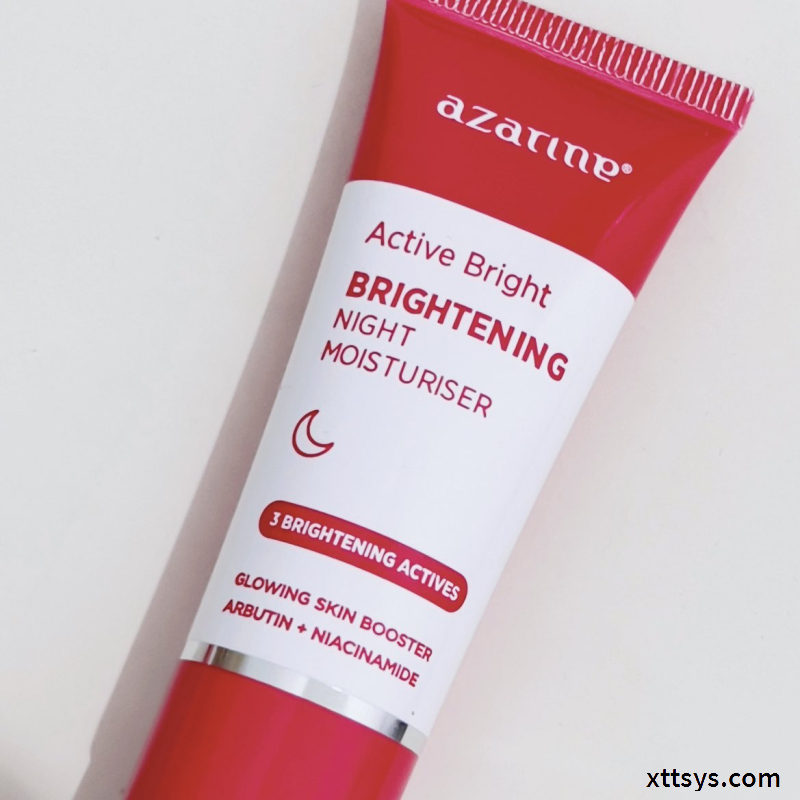 azarine®
Active Bright
BRIGHTENING
NIGHT
MOISTURISER
3 BRIGHTENING ACTIVES
GLOWING SKIN BOOSTER
ARBUTIN + NIACINAMIDE
xttsys.com